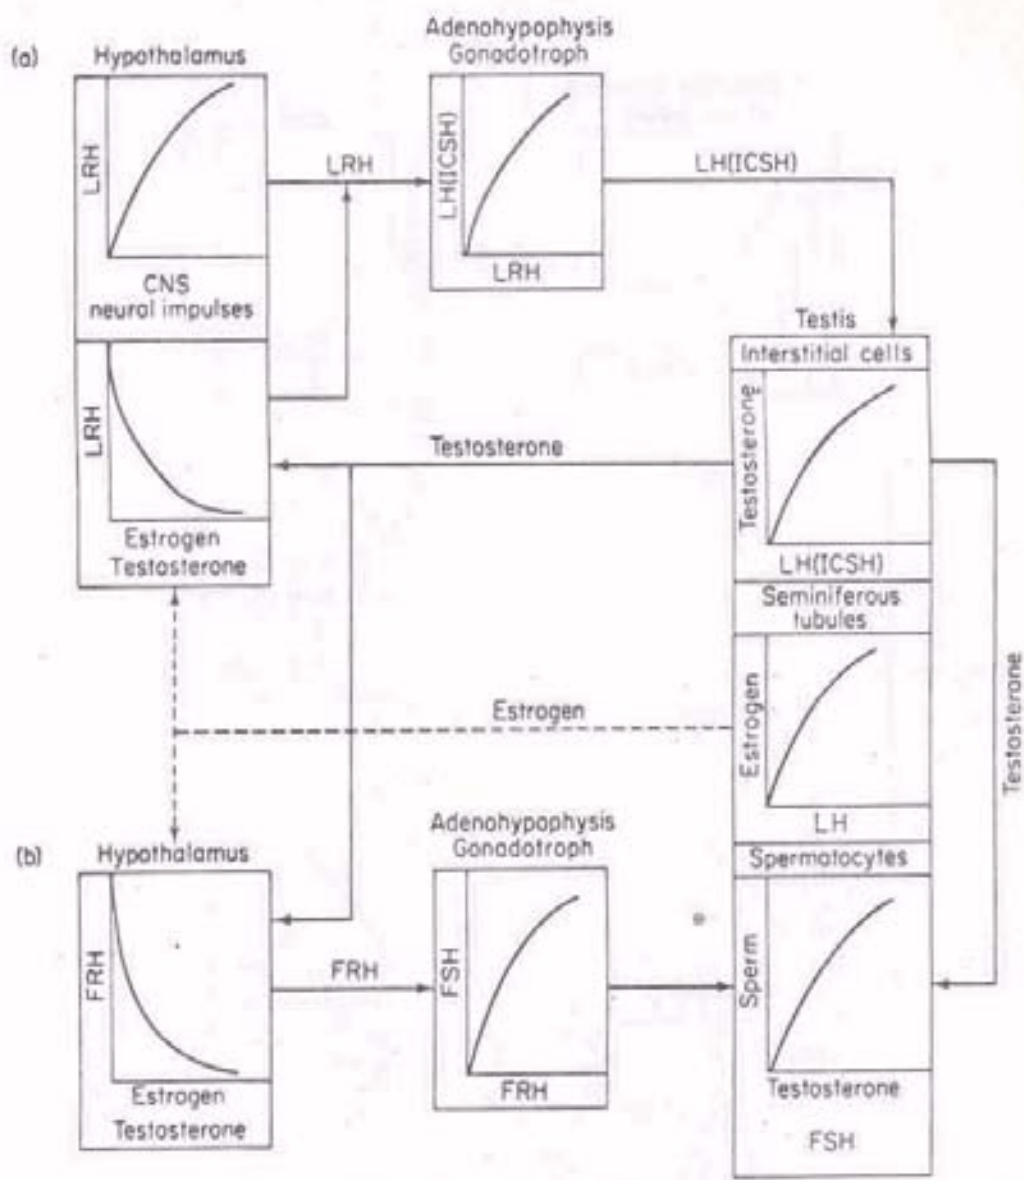 (a)
Hypothalamus
LRH
CNS
neural impulses
LRH
Estrogen
Testosterone
LRH
Adenohypophysis
Gonadotroph
LH(ICSH)
LRH
LH(ICSH)
Testis
Interstitial cells
Testosterone
LH(ICSH)
Seminiferous
tubules
Estrogen
LH
Spermatocytes
Sperm
Testosterone
FSH
Testosterone
Testosterone
Estrogen
(b)
Hypothalamus
FRH
Estrogen
Testosterone
FRH
Adenohypophysis
Gonadotroph
FSH
FRH